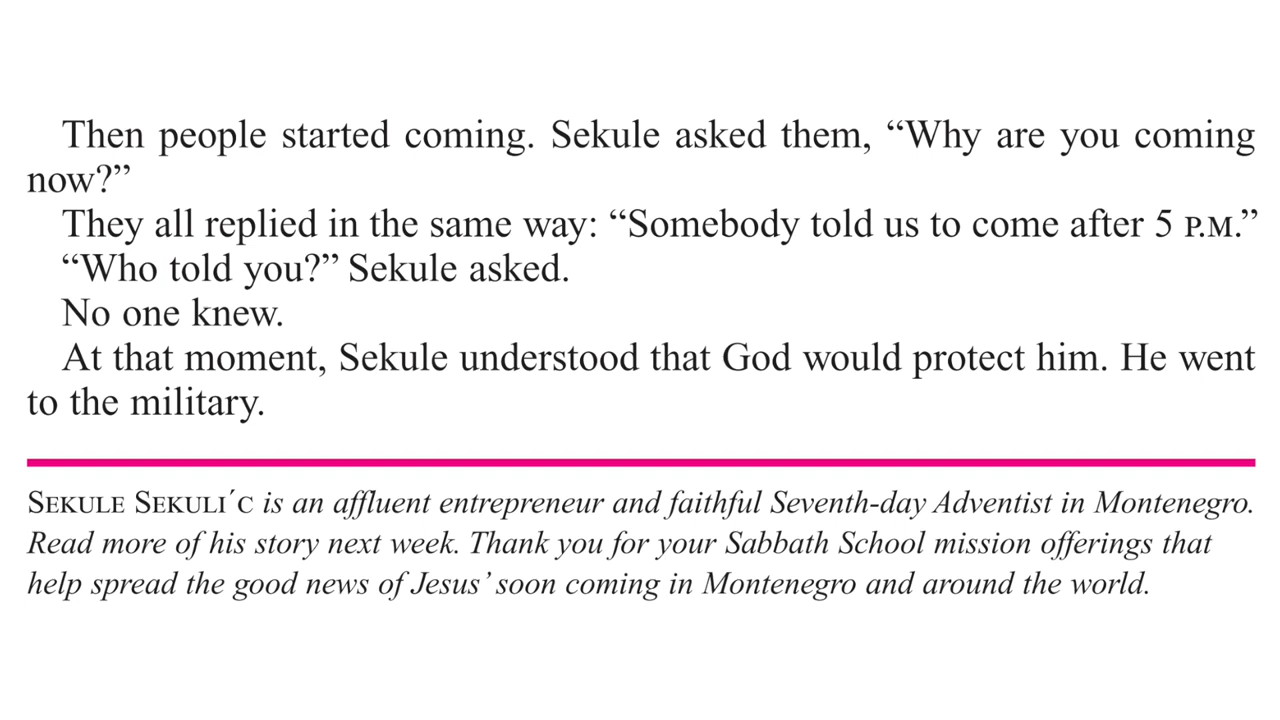 Then people started coming. Sekule asked them, “Why are you coming
now?”
They all replied in the same way: “Somebody told us to come after 5 P.M.”
“Who told you?” Sekule asked.
No one knew.
At that moment, Sekule understood that God would protect him. He went
to the military.
SEKULE SEKULI´C is an affluent entrepreneur and faithful Seventh-day Adventist in Montenegro.
Read more of his story next week. Thank you for your Sabbath School mission offerings that
help spread the good news of Jesus’ soon coming in Montenegro and around the world.